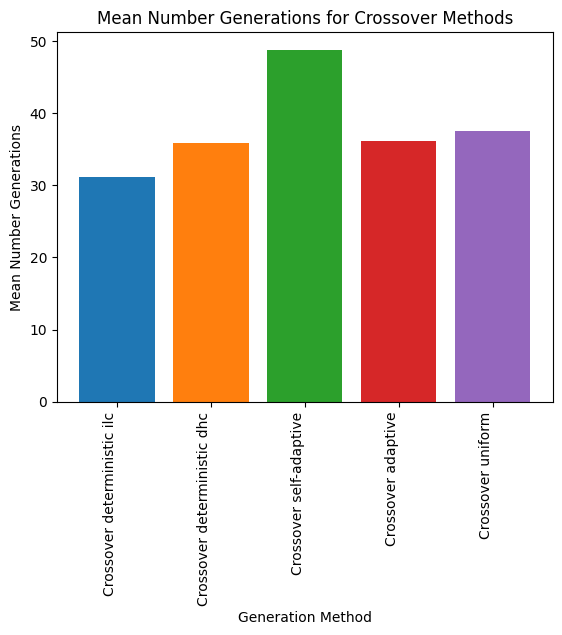 Mean Number Generations for Crossover Methods
Mean Number Generations
50
40
30
20
10
0
Crossover deterministic ilc
Crossover deterministic dhc
Crossover self-adaptive
Crossover adaptive
Crossover uniform
Generation Method